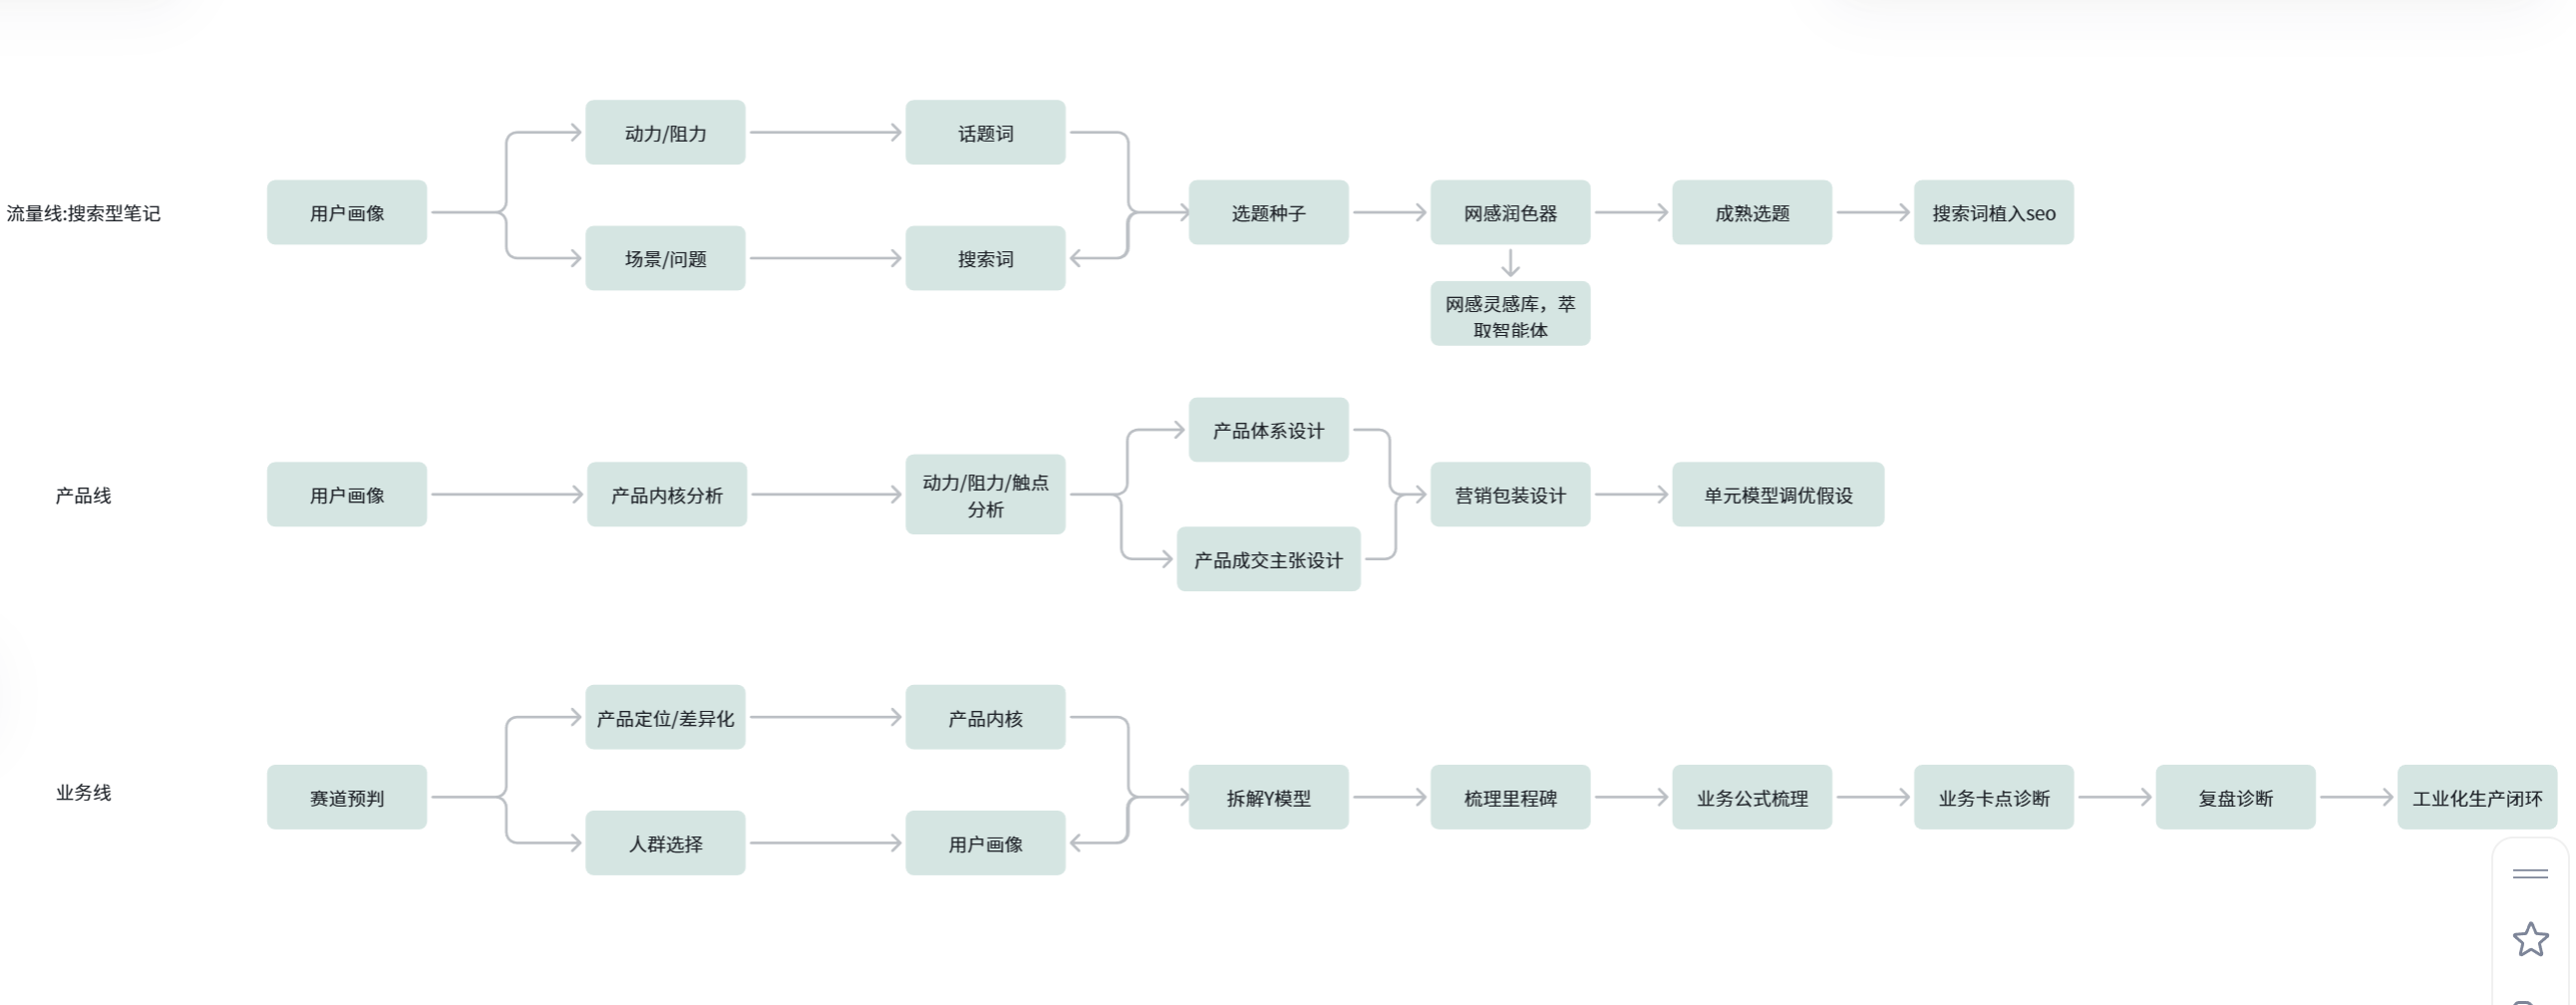 动力/阻力
话题词
流量线:搜索型笔记
用户画像
选题种子
网感润色器
成熟选题
搜索词植入seo
场景/问题
搜索词
网感灵感库，萃
取智能体
产品体系设计
产品线
用户画像
产品内核分析
动力/阻力/触点
分析
营销包装设计
单元模型调优假设
产品成交主张设计
产品定位/差异化
产品内核
业务线
赛道预判
拆解Y模型
梳理里程碑
业务公式梳理
业务卡点诊断
复盘诊断
工业化生产闭环
人群选择
用户画像